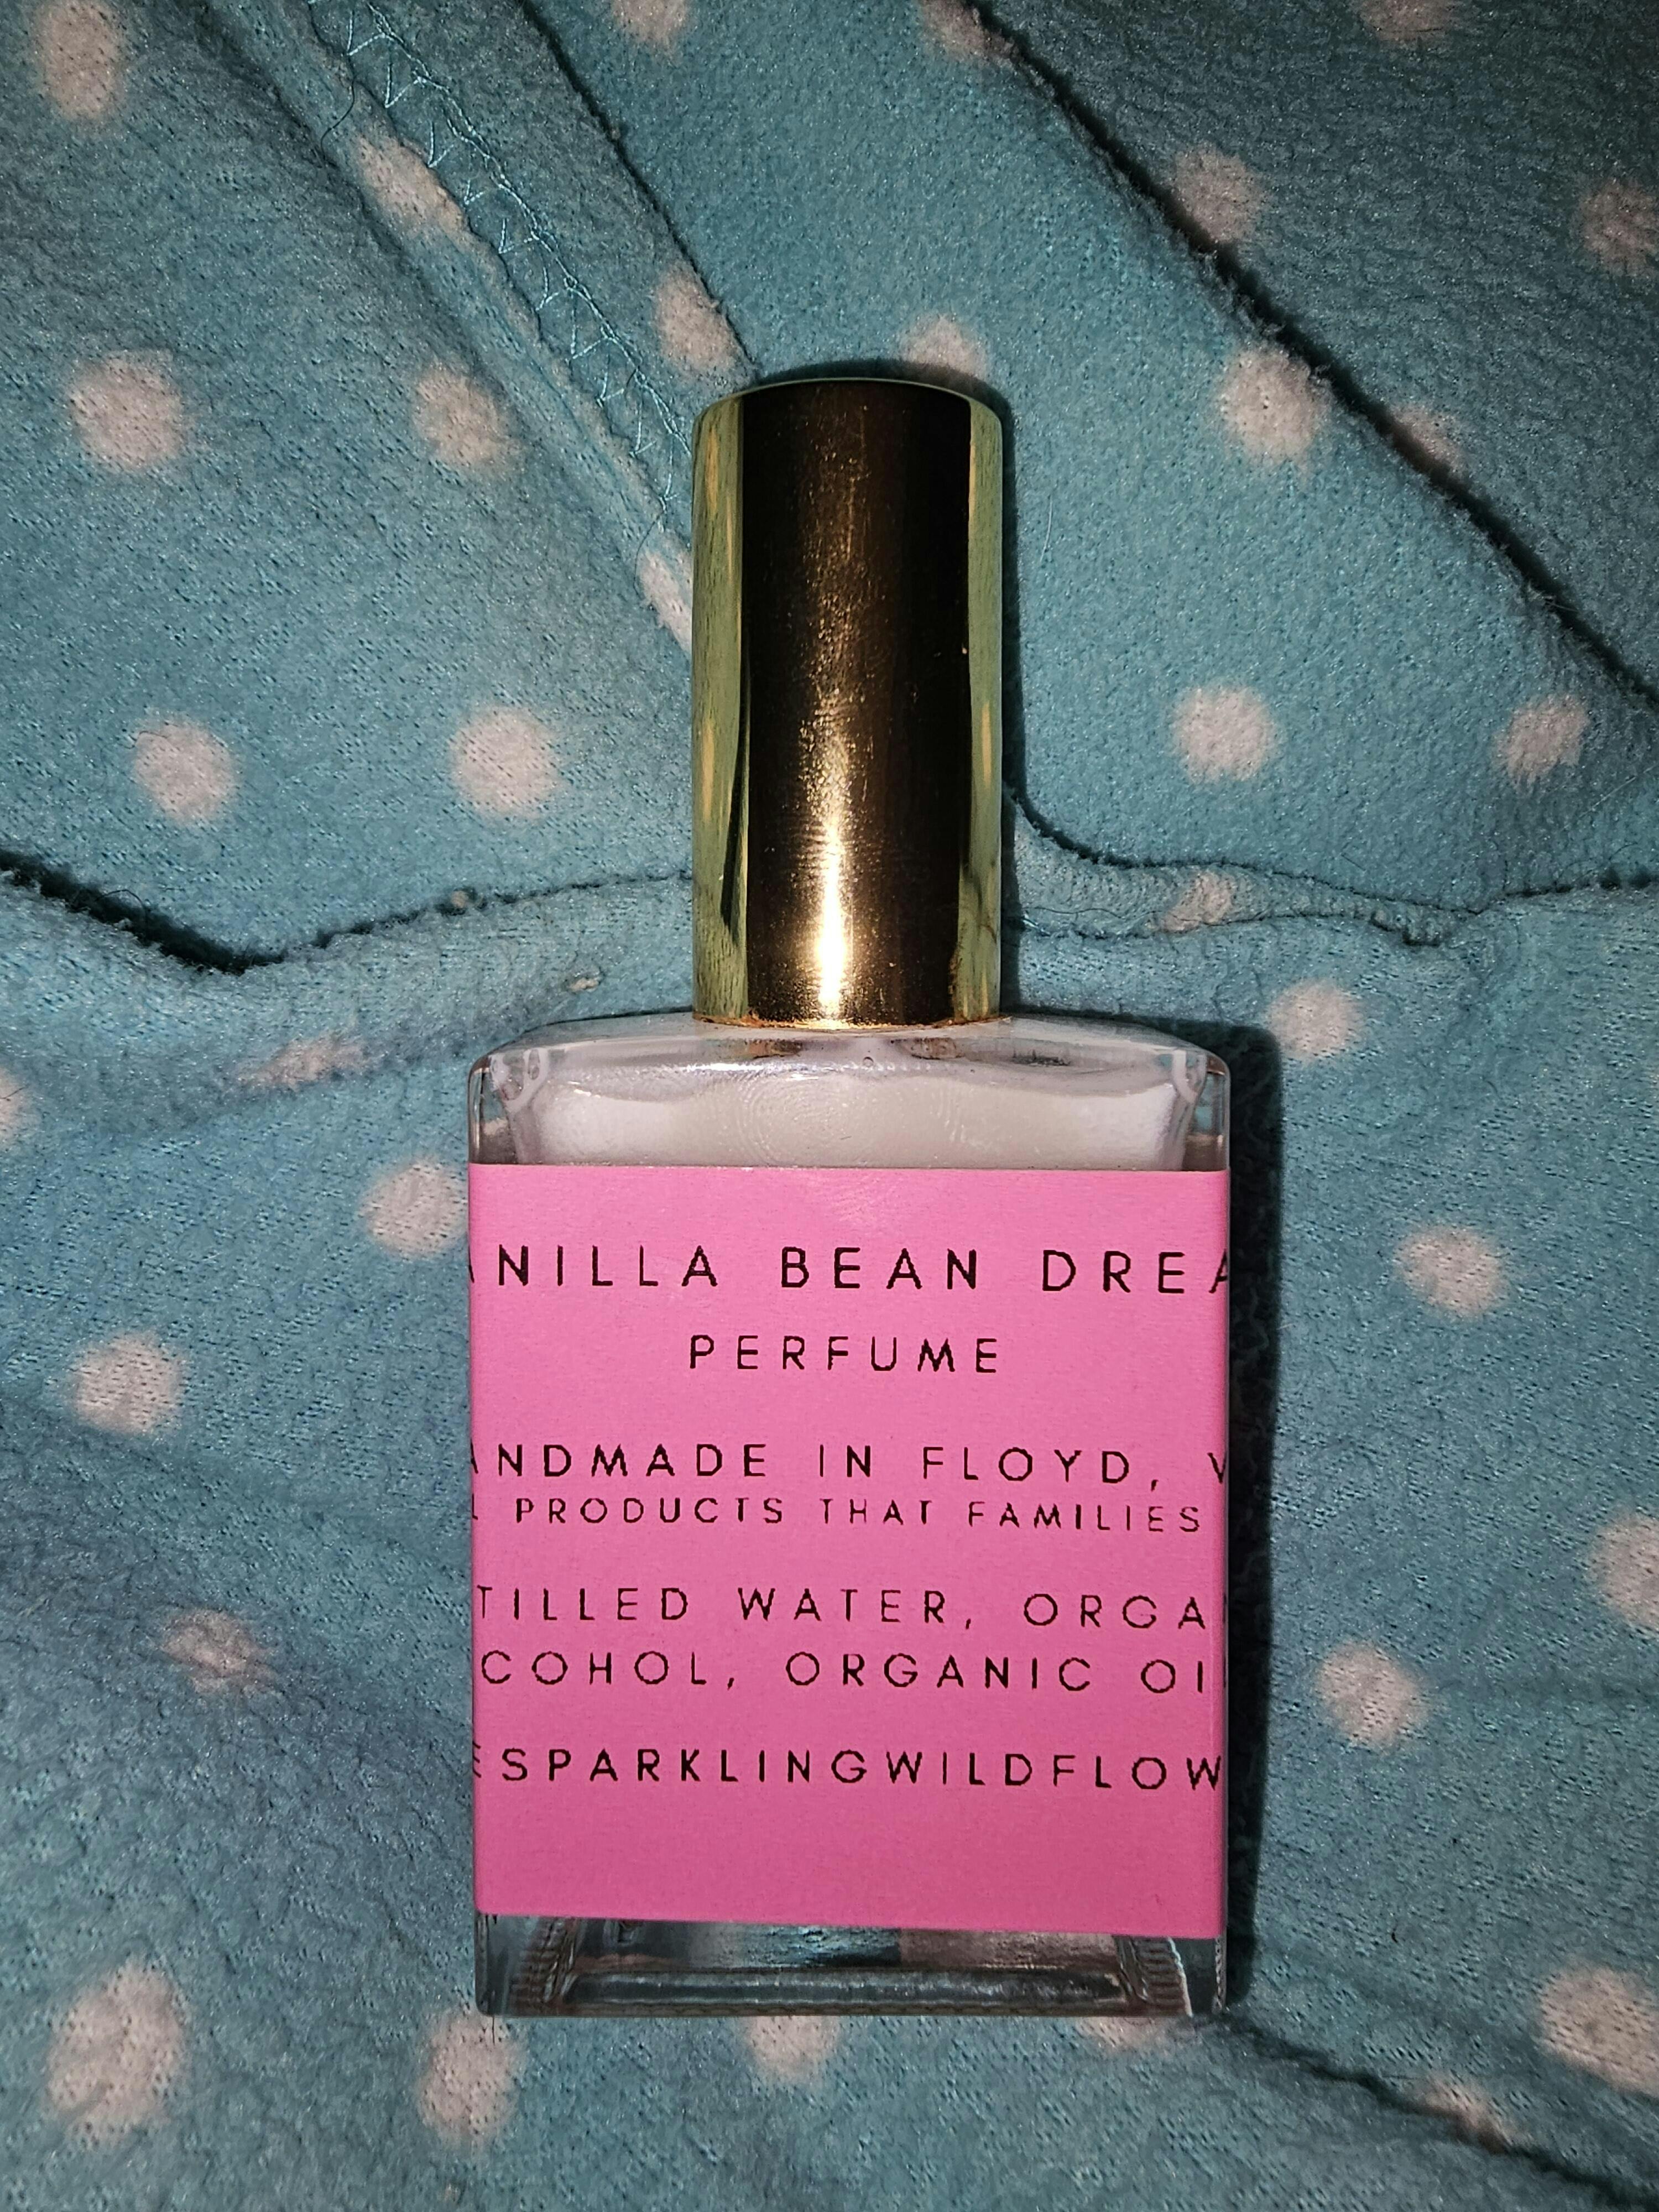 ANILLA BEAN DREA
PERFUME
ANDMADE IN FLOYD, V
L PRODUCTS THAT FAMILIES
TILLED WATER, ORGA
COHOL, ORGANIC OI
ESPARKLINGWILDFLOW